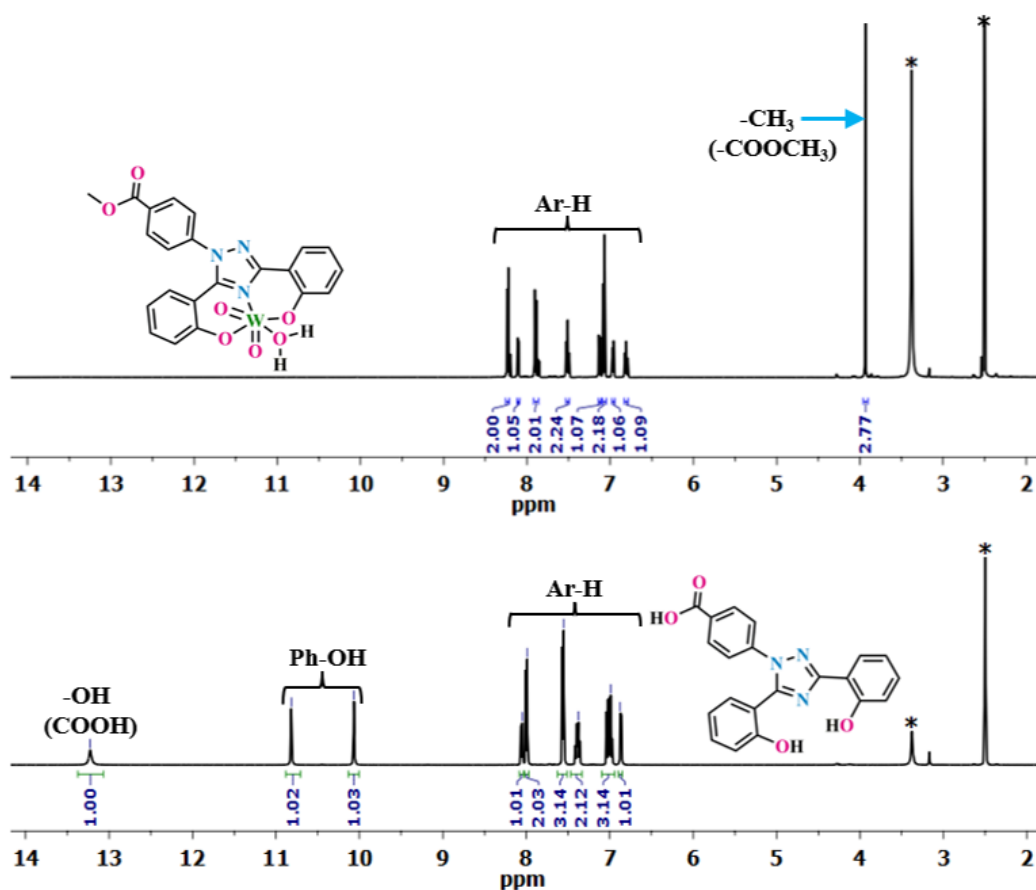 *
*
-CH₃
(-COOCH₃)
Ar-H
O
O
N
N
N
O
W
O
O
O
O
H
H
2.00
1.05
2.01
2.24
1.07
2.18
1.06
1.09
2.77
14 13 12 11 10 9 8 7 6 5 4 3 2
ppm
*
Ar-H
O
HO
Ph-OH
N
N
N
-OH
(COOH)
HO
OH
*
1.00
1.02
1.03
1.01
2.03
3.14
2.12
3.14
1.01
14 13 12 11 10 9 8 7 6 5 4 3 2
ppm